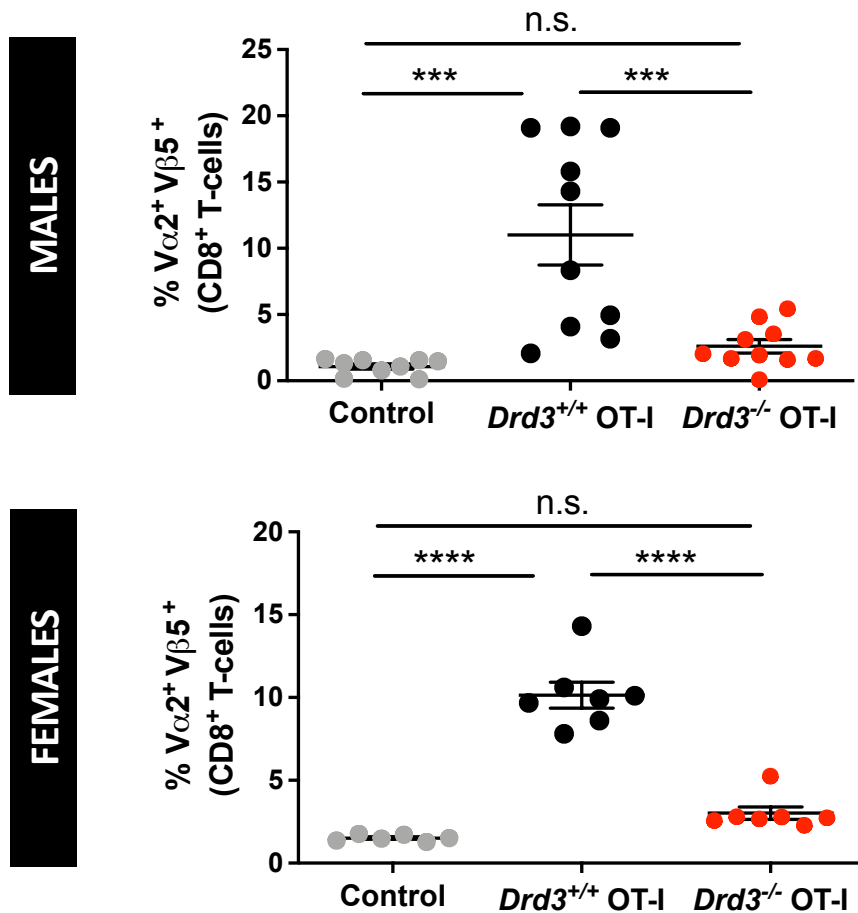 MALES
n.s.
*** ***
% Vα2⁺ Vβ5⁺
(CD8⁺ T-cells)
25
20
15
10
5
0
Control Drd3⁺/⁺ OT-I Drd3⁻/⁻ OT-I
FEMALES
n.s.
**** ****
% Vα2⁺ Vβ5⁺
(CD8⁺ T-cells)
20
15
10
5
0
Control Drd3⁺/⁺ OT-I Drd3⁻/⁻ OT-I